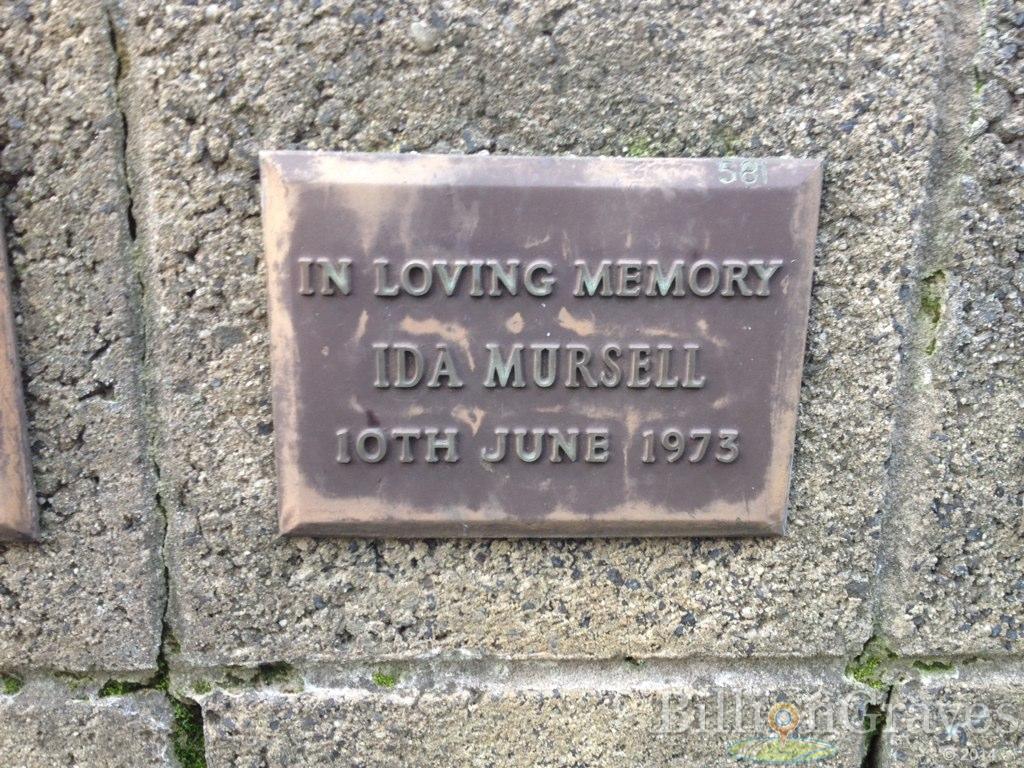 581
IN LOVING MEMORY
IDA MURSELL
10TH JUNE 1973
BillionGraves
© 2014